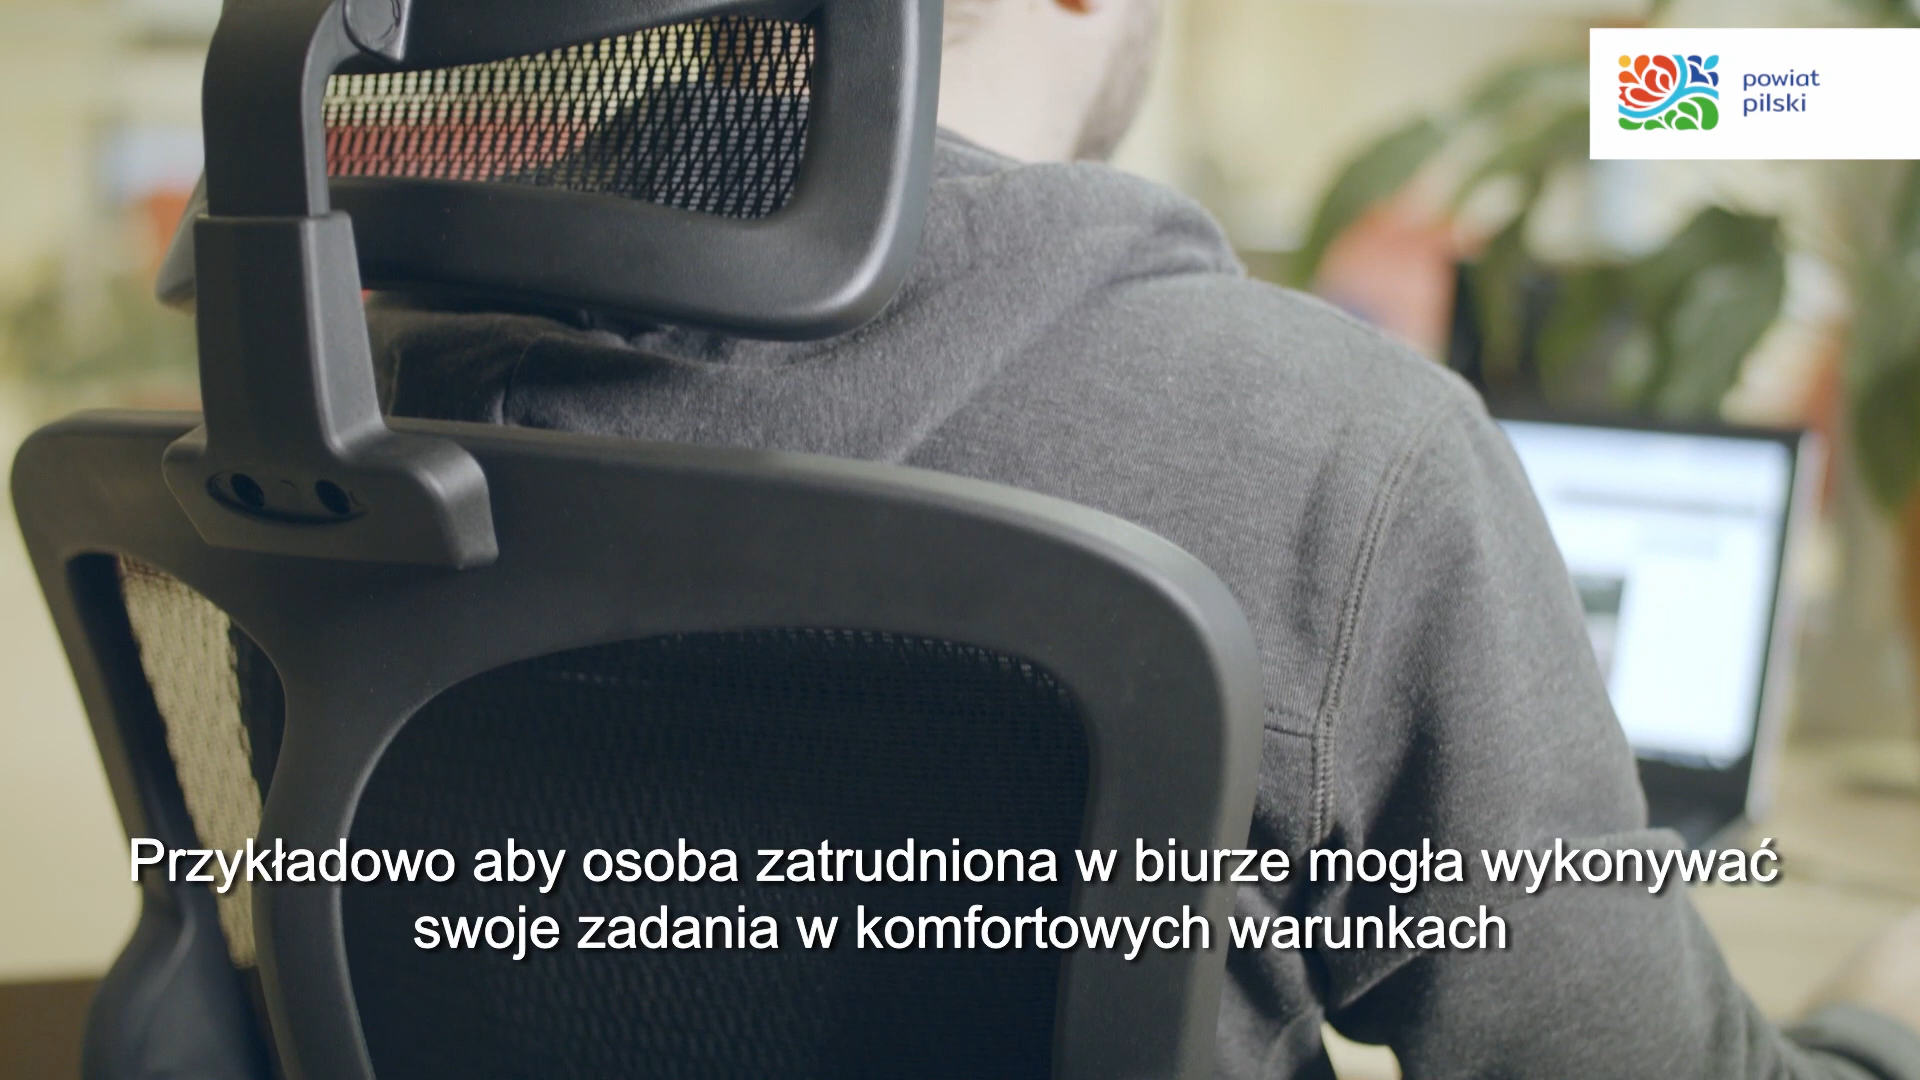 powiat
pilski
Przykładowo aby osoba zatrudniona w biurze mogła wykonywać
swoje zadania w komfortowych warunkach